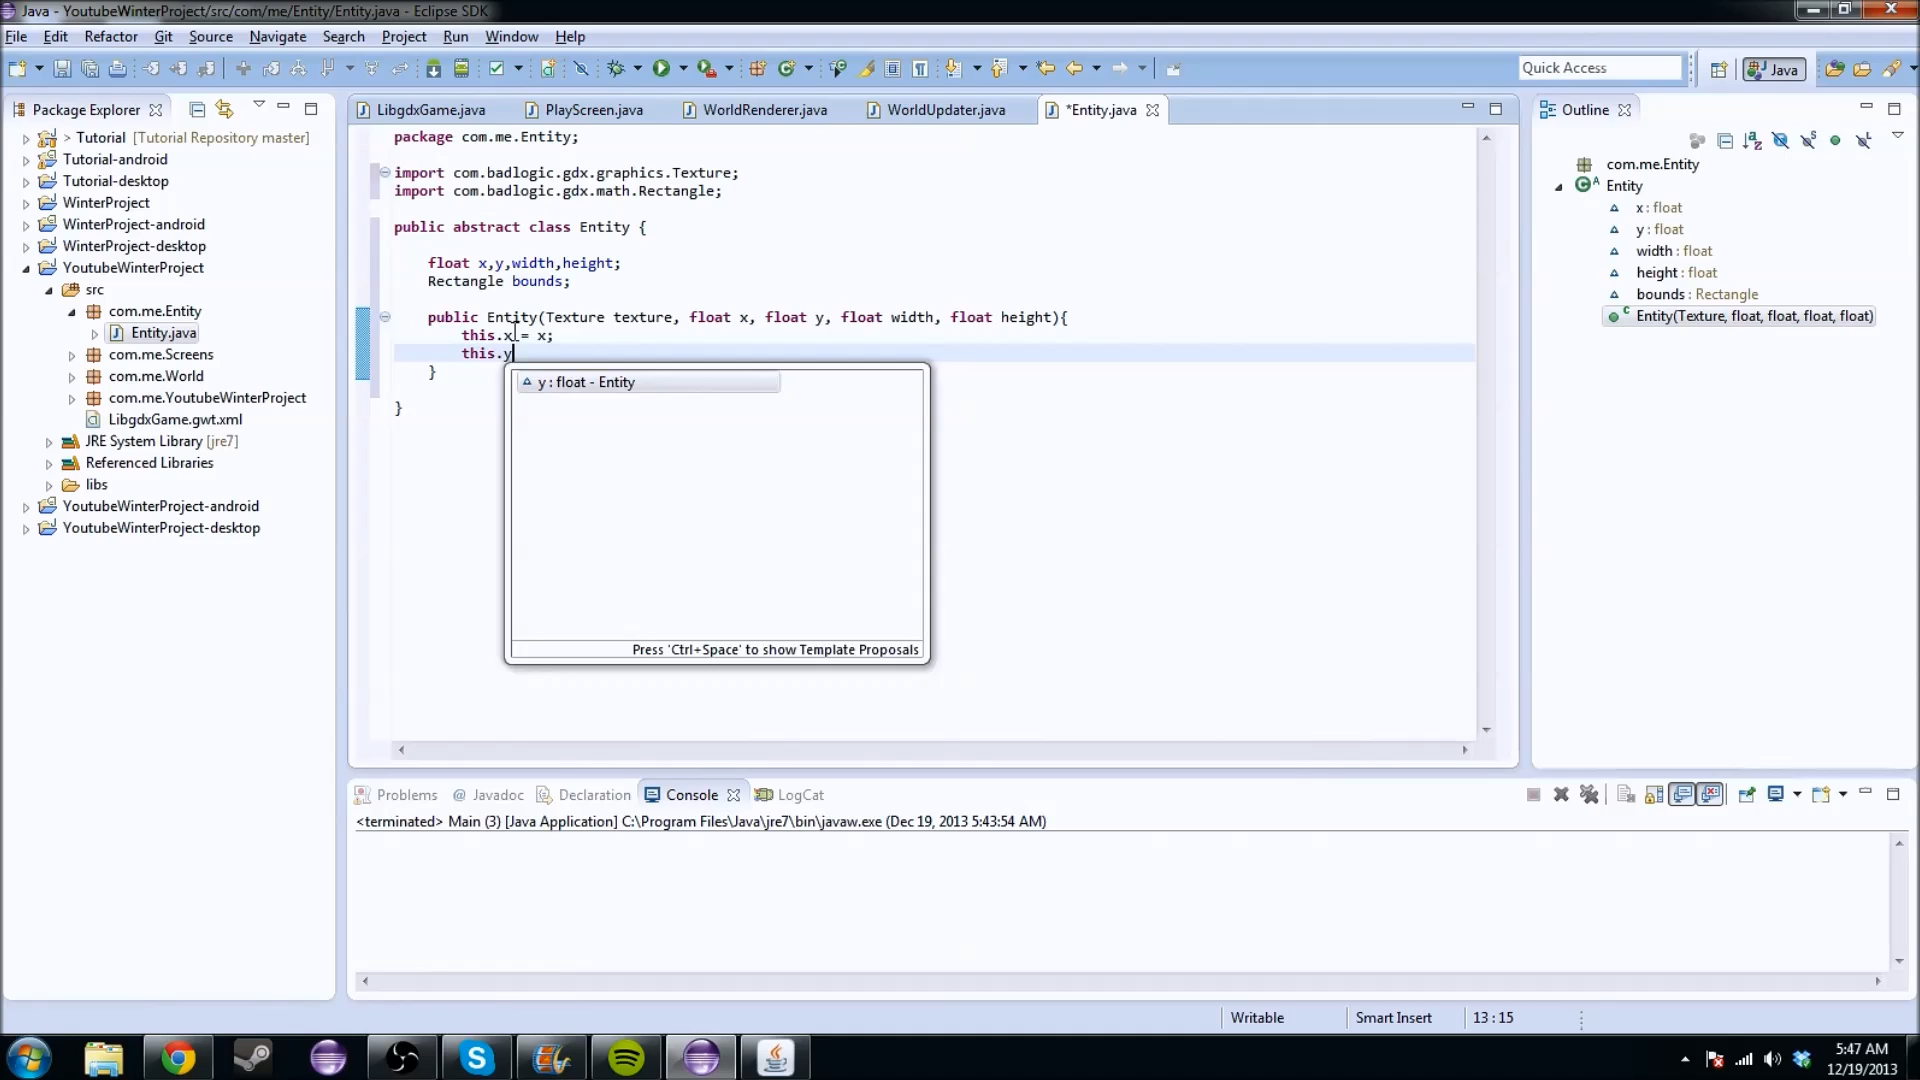 Java - YoutubeWinterProject/src/com/me/Entity/Entity.java - Eclipse SDK
File Edit Refactor Git Source Navigate Search Project Run Window Help
Quick Access
Java
Package Explorer
> Tutorial [Tutorial Repository master]
Tutorial-android
Tutorial-desktop
WinterProject
WinterProject-android
WinterProject-desktop
YoutubeWinterProject
src
com.me.Entity
Entity.java
com.me.Screens
com.me.World
com.me.YoutubeWinterProject
LibgdxGame.gwt.xml
JRE System Library [jre7]
Referenced Libraries
libs
YoutubeWinterProject-android
YoutubeWinterProject-desktop
LibgdxGame.java PlayScreen.java WorldRenderer.java WorldUpdater.java *Entity.java
package com.me.Entity;
import com.badlogic.gdx.graphics.Texture;
import com.badlogic.gdx.math.Rectangle;
public abstract class Entity {
float x,y,width,height;
Rectangle bounds;
public Entity(Texture texture, float x, float y, float width, float height){
this.x = x;
this.y
}
}
y : float - Entity
Press 'Ctrl+Space' to show Template Proposals
Outline
com.me.Entity
Entity
x : float
y : float
width : float
height : float
bounds : Rectangle
Entity(Texture, float, float, float, float)
Problems @ Javadoc Declaration Console LogCat
<terminated> Main (3) [Java Application] C:\Program Files\Java\jre7\bin\javaw.exe (Dec 19, 2013 5:43:54 AM)
Writable Smart Insert 13 : 15
5:47 AM
12/19/2013